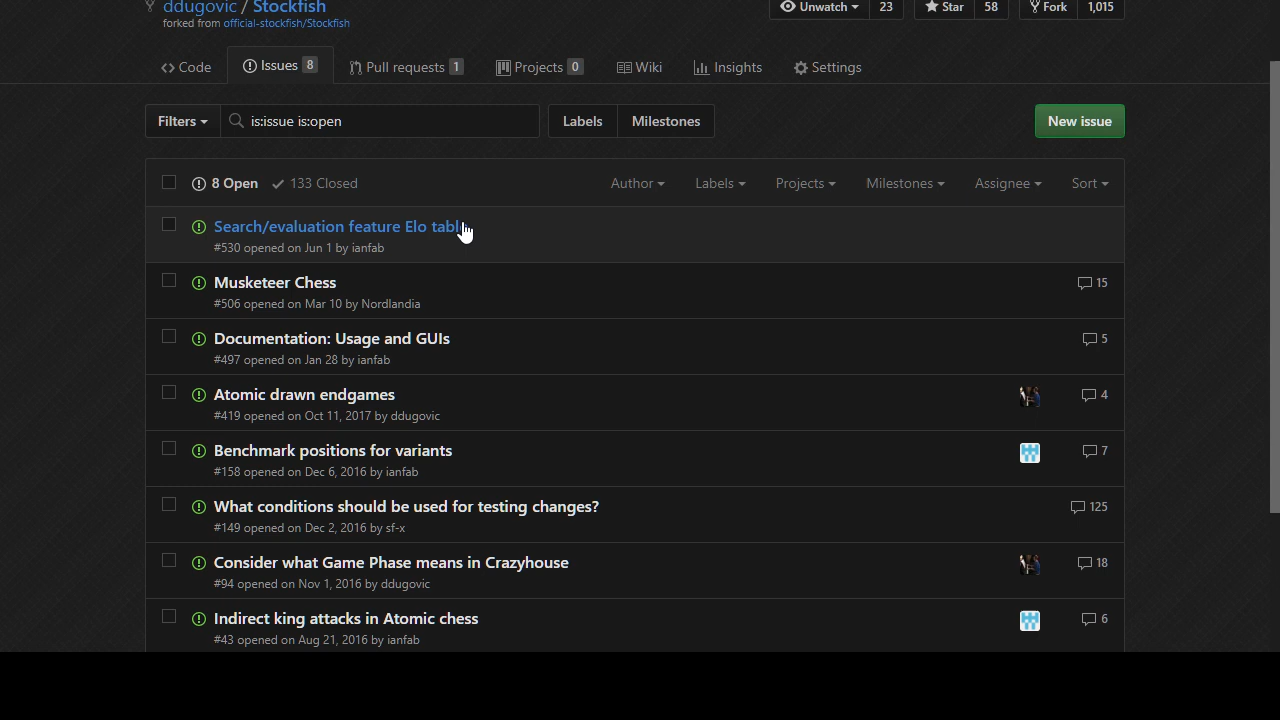 ddugovic / Stockfish
Unwatch 23 Star 58 Fork 1,015
forked from official-stockfish/Stockfish
Code Issues 8 Pull requests 1 Projects 0 Wiki Insights Settings
Filters is:issue is:open Labels Milestones New issue
8 Open 133 Closed Author Labels Projects Milestones Assignee Sort
Search/evaluation feature Elo table
#530 opened on Jun 1 by ianfab
Musketeer Chess 15
#506 opened on Mar 10 by Nordlandia
Documentation: Usage and GUIs 5
#497 opened on Jan 28 by ianfab
Atomic drawn endgames 4
#419 opened on Oct 11, 2017 by ddugovic
Benchmark positions for variants 7
#158 opened on Dec 6, 2016 by ianfab
What conditions should be used for testing changes? 125
#149 opened on Dec 2, 2016 by sf-x
Consider what Game Phase means in Crazyhouse 18
#94 opened on Nov 1, 2016 by ddugovic
Indirect king attacks in Atomic chess 6
#43 opened on Aug 21, 2016 by ianfab